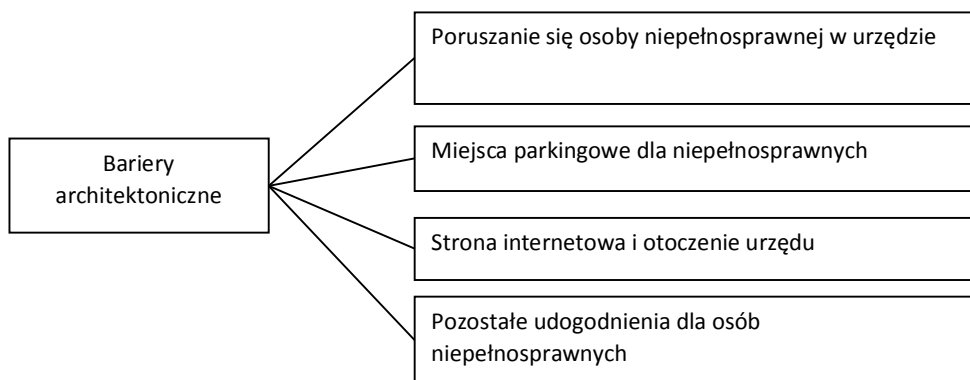 Poruszanie się osoby niepełnosprawnej w urzędzie
Bariery
architektoniczne
Miejsca parkingowe dla niepełnosprawnych
Strona internetowa i otoczenie urzędu
Pozostałe udogodnienia dla osób
niepełnosprawnych